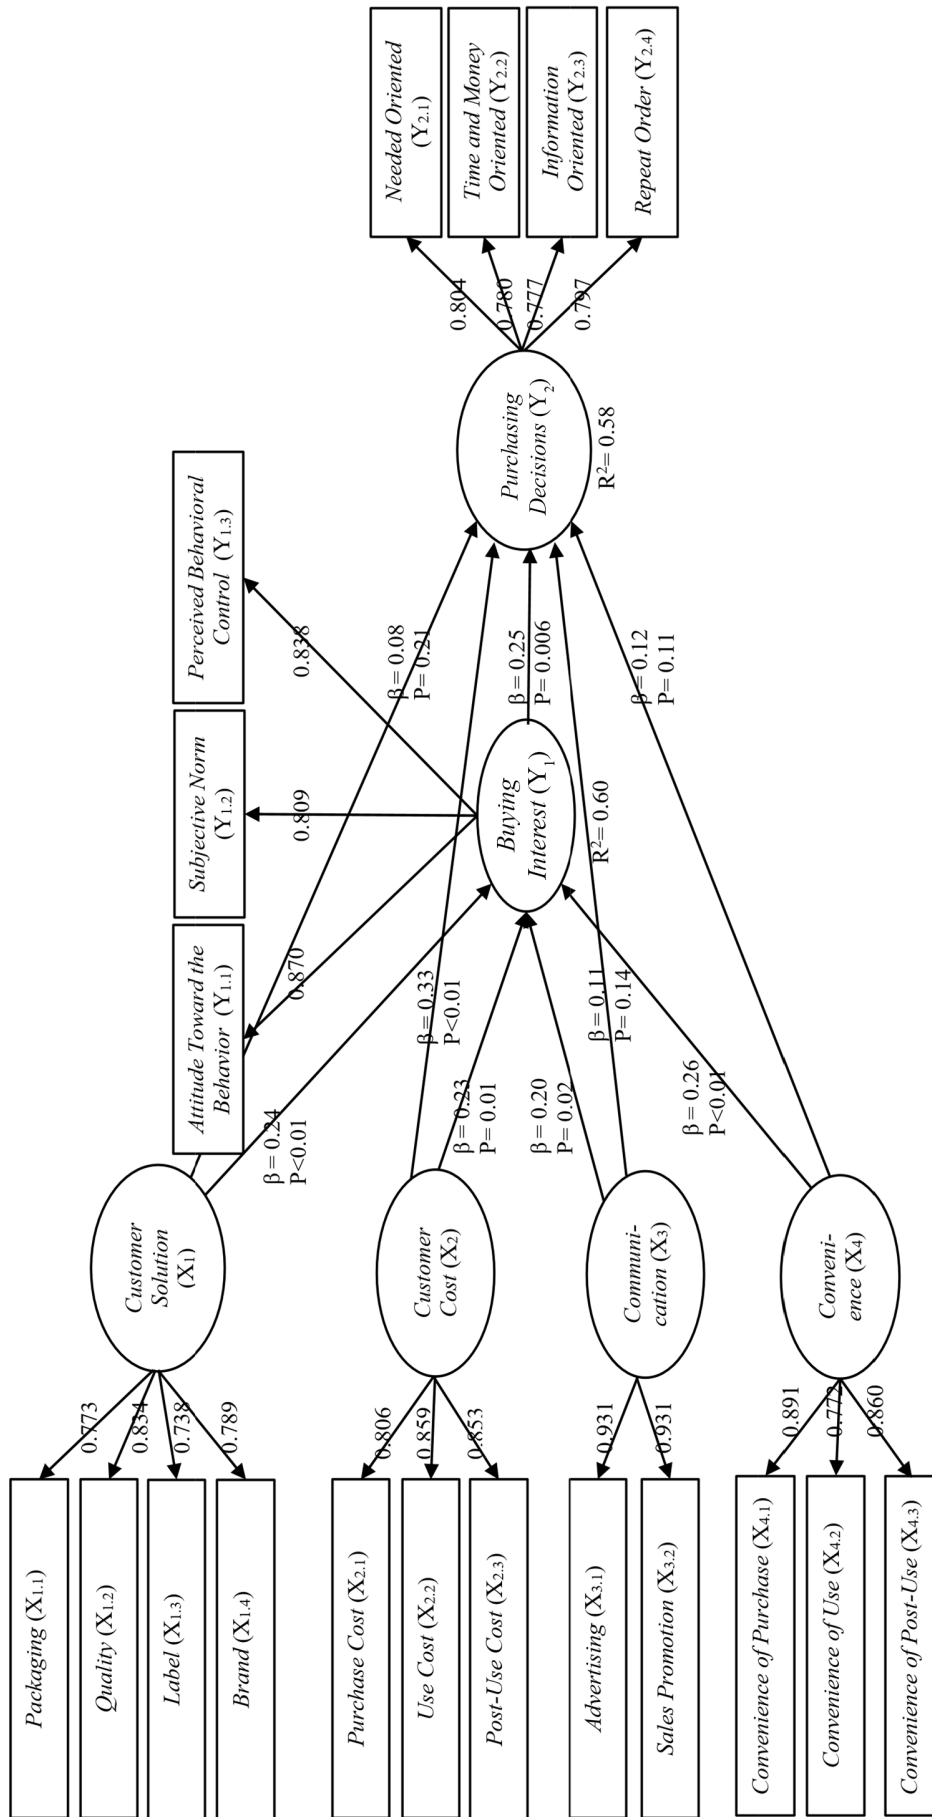 Packaging (X1.1)
Quality (X1.2)
Label (X1.3)
Brand (X1.4)
Purchase Cost (X2.1)
Use Cost (X2.2)
Post-Use Cost (X2.3)
Advertising (X3.1)
Sales Promotion (X3.2)
Convenience of Purchase (X4.1)
Convenience of Use (X4.2)
Convenience of Post-Use (X4.3)
0.773
0.834
0.738
0.789
0.806
0.859
0.853
0.931
0.931
0.891
0.772
0.860
Customer
Solution
(X1)
Customer
Cost (X2)
Communi-
cation (X3)
Conveni-
ence (X4)
β = 0.24
P<0.01
β = 0.23
P= 0.01
β = 0.20
P= 0.02
β = 0.26
P<0.01
β = 0.33
P<0.01
β = 0.11
P= 0.14
Attitude Toward the
Behavior (Y1.1)
Subjective Norm
(Y1.2)
Perceived Behavioral
Control (Y1.3)
0.870
0.809
0.838
Buying
Interest (Y1)
R²= 0.60
β = 0.08
P= 0.21
β = 0.25
P= 0.006
β = 0.12
P= 0.11
Purchasing
Decisions (Y2)
R²= 0.58
0.804
0.780
0.777
0.797
Needed Oriented
(Y2.1)
Time and Money
Oriented (Y2.2)
Information
Oriented (Y2.3)
Repeat Order (Y2.4)